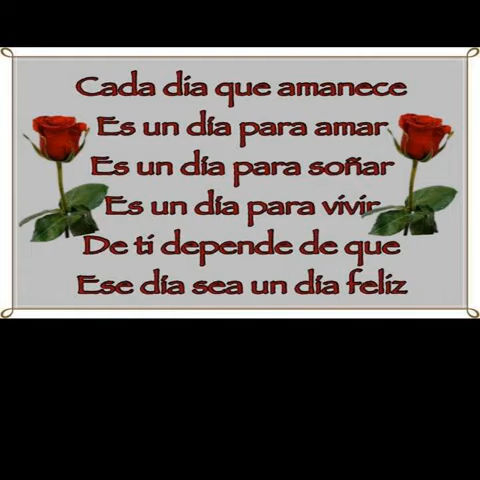 Cada día que amanece
Es un día para amar
Es un día para soñar
Es un día para vivir
De tí depende de que
Ese día sea un día feliz